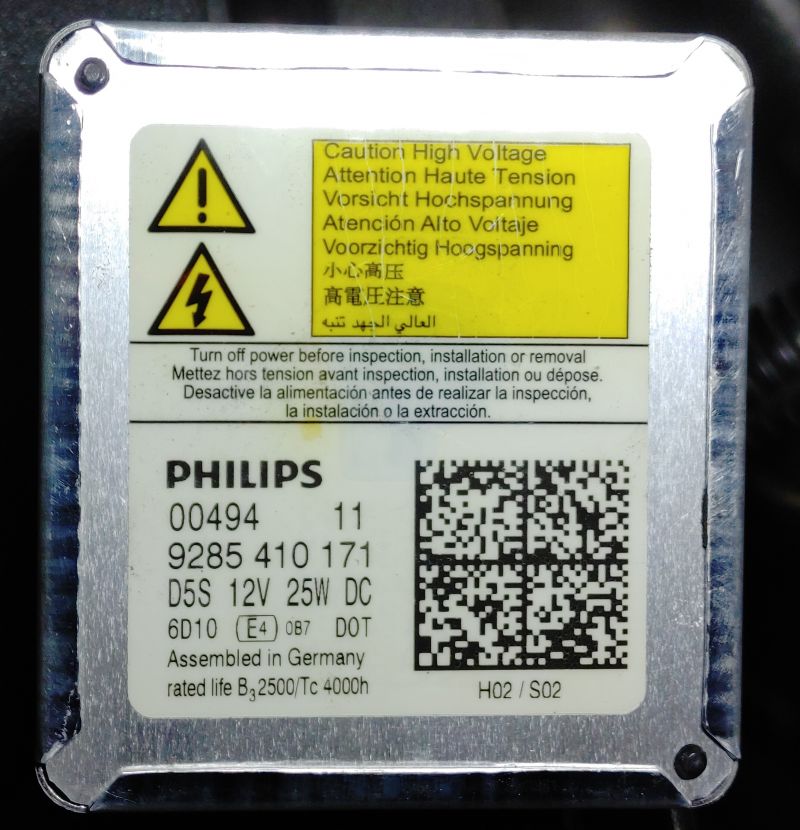 Caution High Voltage
Attention Haute Tension
Vorsicht Hochspannung
Atención Alto Voltaje
Voorzichtig Hoogspanning
小心高压
高電圧注意
العالي الجهد تنبه
Turn off power before inspection, installation or removal
Mettez hors tension avant inspection, installation ou dépose.
Desactive la alimentación antes de realizar la inspección,
la instalación o la extracción.
PHILIPS
00494 11
9285 410 171
D5S 12V 25W DC
6D10 E4 0B7 DOT
Assembled in Germany
rated life B3 2500/Tc 4000h
H02 / S02